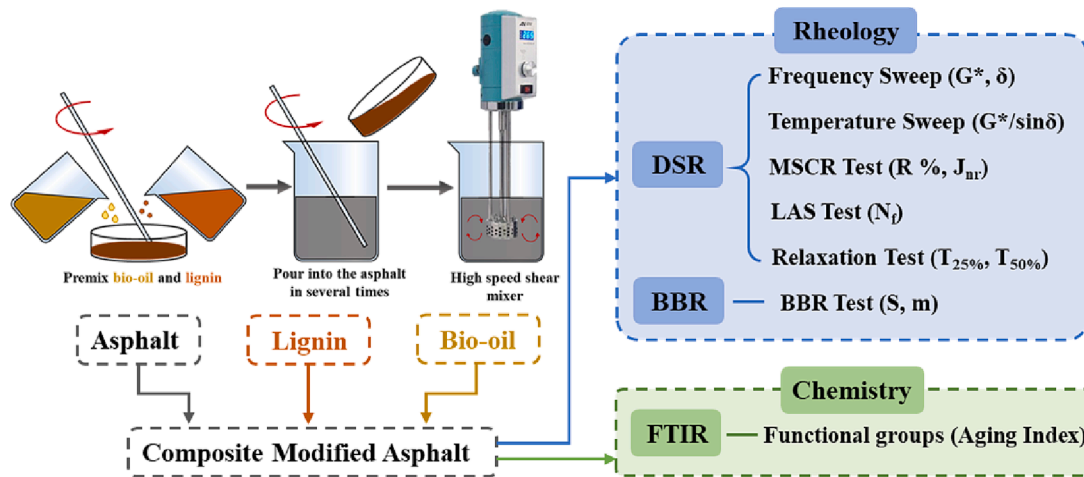 Rheology
Frequency Sweep (G*, δ)
Temperature Sweep (G*/sinδ)
DSR
MSCR Test (R %, Jnr)
LAS Test (Nf)
Relaxation Test (T25%, T50%)
BBR
BBR Test (S, m)
Premix bio-oil and lignin
Pour into the asphalt
in several times
High speed shear
mixer
Asphalt
Lignin
Bio-oil
Composite Modified Asphalt
Chemistry
FTIR
Functional groups (Aging Index)